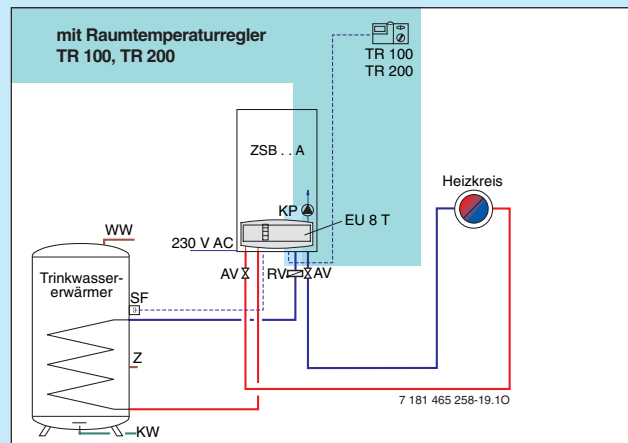 mit Raumtemperaturregler
TR 100, TR 200
TR 100
TR 200
ZSB . . A
Heizkreis
KP
EU 8 T
WW
230 V AC
AV
RV
AV
Trinkwasser-
erwärmer
SF
Z
7 181 465 258-19.1O
KW